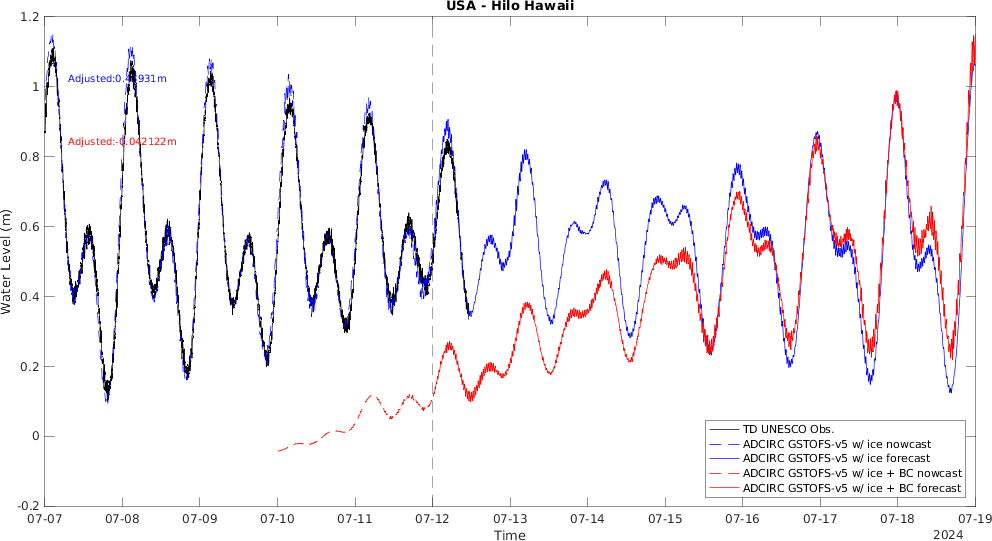 USA - Hilo Hawaii
1.2
1
0.8
0.6
0.4
0.2
0
-0.2
Water Level (m)
Adjusted:-0.042122m
TD UNESCO Obs.
ADCIRC GSTOFS-v5 w/ ice nowcast
ADCIRC GSTOFS-v5 w/ ice forecast
ADCIRC GSTOFS-v5 w/ ice + BC nowcast
ADCIRC GSTOFS-v5 w/ ice + BC forecast
07-07 07-08 07-09 07-10 07-11 07-12 07-13 07-14 07-15 07-16 07-17 07-18 07-19
Time
2024